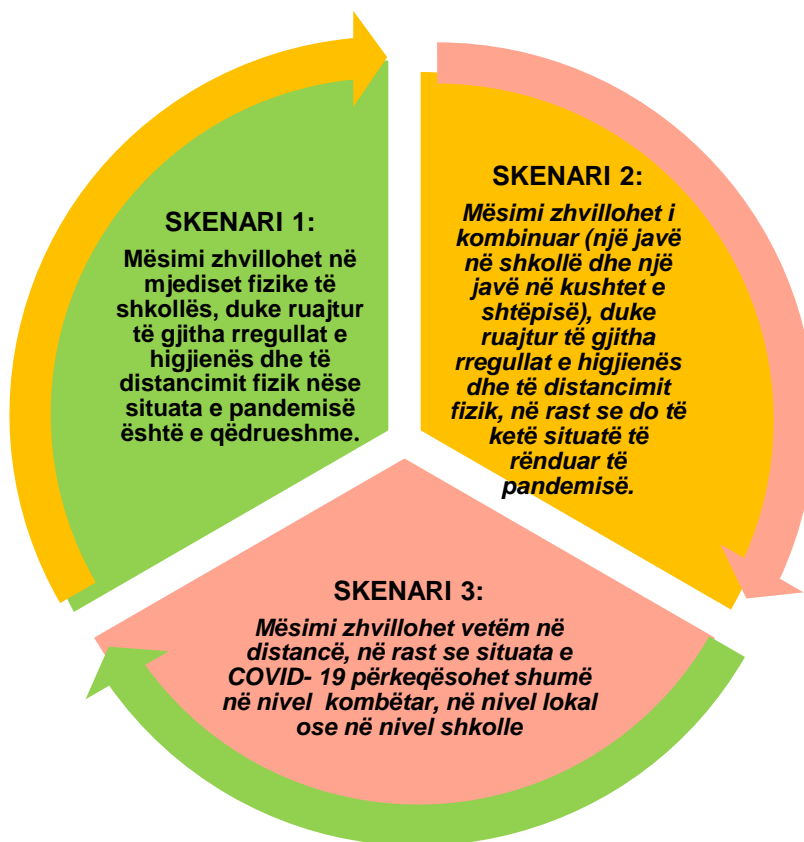 SKENARI 1:
Mësimi zhvillohet në
mjediset fizike të
shkollës, duke ruajtur
të gjitha rregullat e
higjienës dhe të
distancimit fizik nëse
situata e pandemisë
është e qëdrueshme.
SKENARI 2:
Mësimi zhvillohet i
kombinuar (një javë
në shkollë dhe një
javë në kushtet e
shtëpisë), duke
ruajtur të gjitha
rregullat e higjienës
dhe të distancimit
fizik, në rast se do të
ketë situatë të
rënduar të
pandemisë.
SKENARI 3:
Mësimi zhvillohet vetëm në
distancë, në rast se situata e
COVID- 19 përkeqësohet shumë
në nivel  kombëtar, në nivel lokal
ose në nivel shkolle